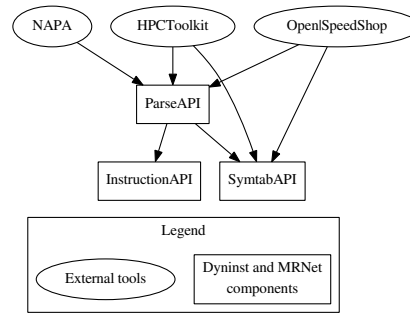 NAPA
HPCToolkit
Open|SpeedShop
ParseAPI
InstructionAPI
SymtabAPI
Legend
External tools
Dyninst and MRNet
components